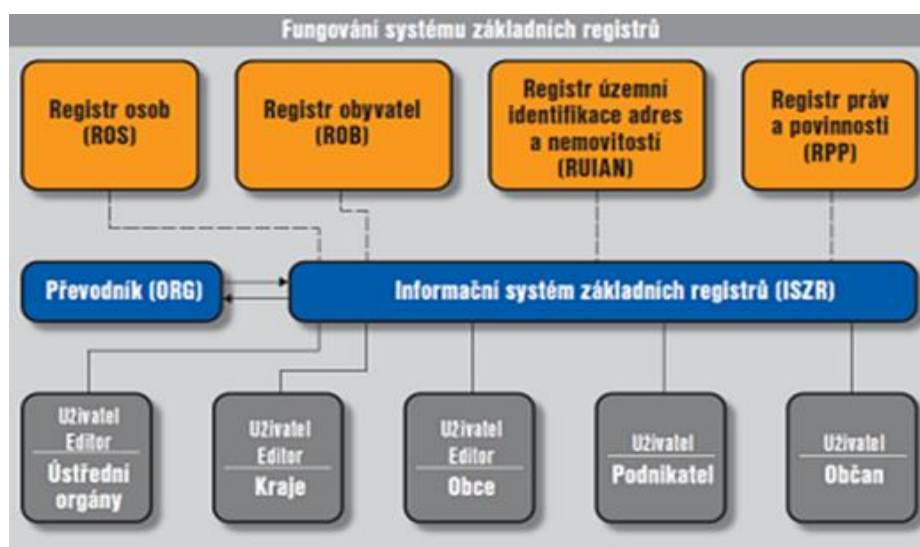 Fungování systému základních registrů
Registr osob
(ROS)
Registr obyvatel
(ROB)
Registr územní
identifikace adres
a nemovitostí
(RUIAN)
Registr práv
a povinnosti
(RPP)
Převodník (ORG)
Informační systém základních registrů (ISZR)
Uživatel
Editor
Ústřední
orgány
Uživatel
Editor
Kraje
Uživatel
Editor
Obce
Uživatel
Podnikatel
Uživatel
Občan